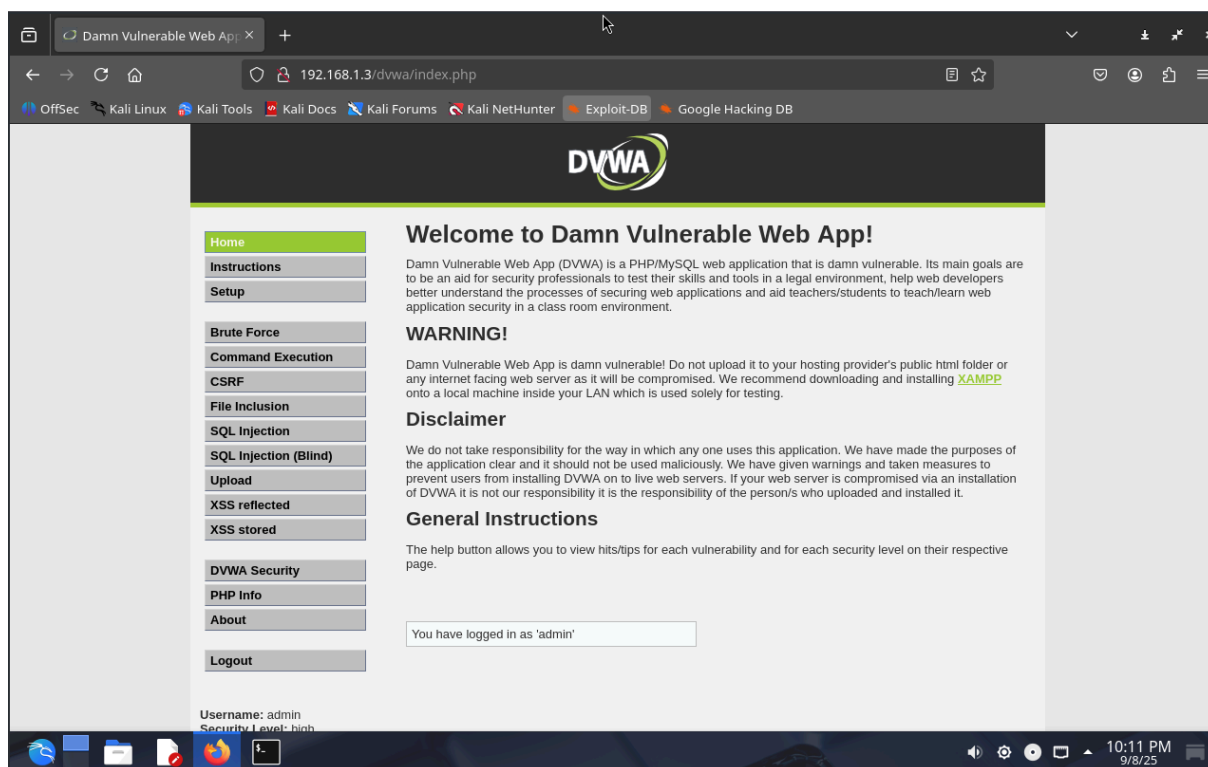 Damn Vulnerable Web App
192.168.1.3/dvwa/index.php
OffSec Kali Linux Kali Tools Kali Docs Kali Forums Kali NetHunter Exploit-DB Google Hacking DB
DVWA
Home
Instructions
Setup
Brute Force
Command Execution
CSRF
File Inclusion
SQL Injection
SQL Injection (Blind)
Upload
XSS reflected
XSS stored
DVWA Security
PHP Info
About
Logout
Username: admin
Security Level: high
Welcome to Damn Vulnerable Web App!
Damn Vulnerable Web App (DVWA) is a PHP/MySQL web application that is damn vulnerable. Its main goals are
to be an aid for security professionals to test their skills and tools in a legal environment, help web developers
better understand the processes of securing web applications and aid teachers/students to teach/learn web
application security in a class room environment.
WARNING!
Damn Vulnerable Web App is damn vulnerable! Do not upload it to your hosting provider's public html folder or
any internet facing web server as it will be compromised. We recommend downloading and installing XAMPP
onto a local machine inside your LAN which is used solely for testing.
Disclaimer
We do not take responsibility for the way in which any one uses this application. We have made the purposes of
the application clear and it should not be used maliciously. We have given warnings and taken measures to
prevent users from installing DVWA on to live web servers. If your web server is compromised via an installation
of DVWA it is not our responsibility it is the responsibility of the person/s who uploaded and installed it.
General Instructions
The help button allows you to view hits/tips for each vulnerability and for each security level on their respective
page.
You have logged in as 'admin'
10:11 PM
9/8/25